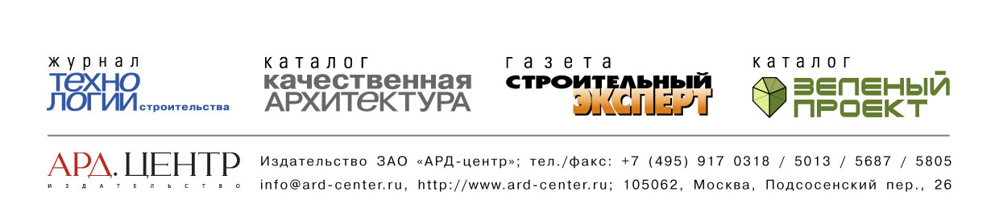 журнал
ТЕХНО
ЛОГИИ строительства
каталог
качественная
АРХИТЕКТУРА
газета
СТРОИТЕЛЬНЫЙ
ЭКСПЕРТ
каталог
ЗЕЛЕНЫЙ
ПРОЕКТ
АРД. ЦЕНТР
ИЗДАТЕЛЬСТВО
Издательство ЗАО «АРД-центр»; тел./факс: +7 (495) 917 0318 / 5013 / 5687 / 5805
info@ard-center.ru, http://www.ard-center.ru; 105062, Москва, Подсосенский пер., 26